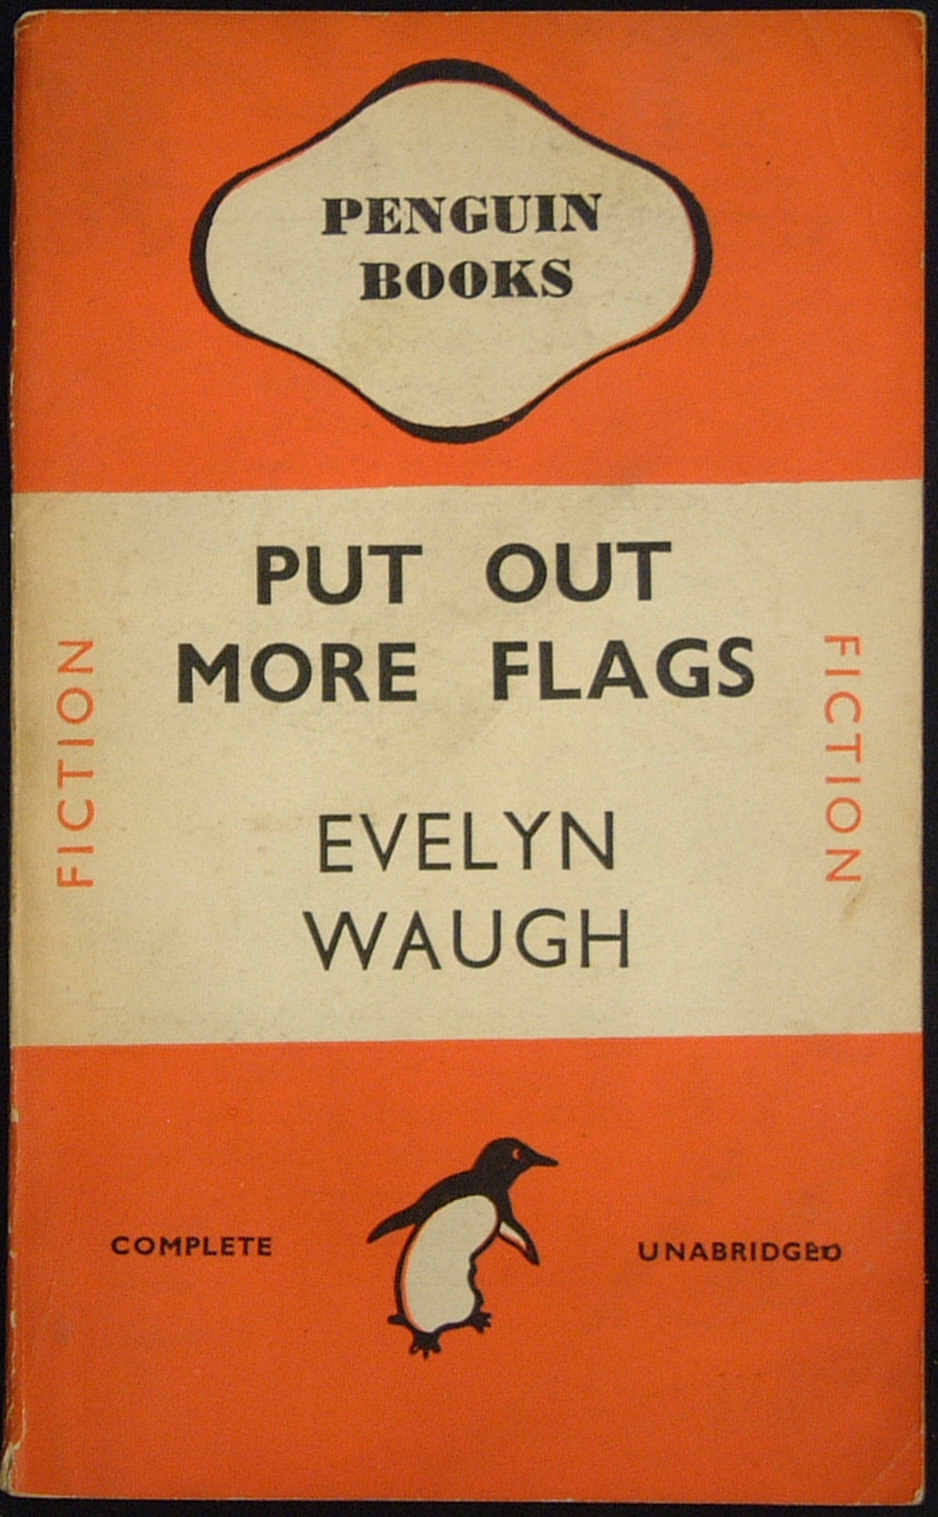 PENGUIN
BOOKS
PUT OUT
MORE FLAGS
FICTION
FICTION
EVELYN
WAUGH
COMPLETE
UNABRIDGED